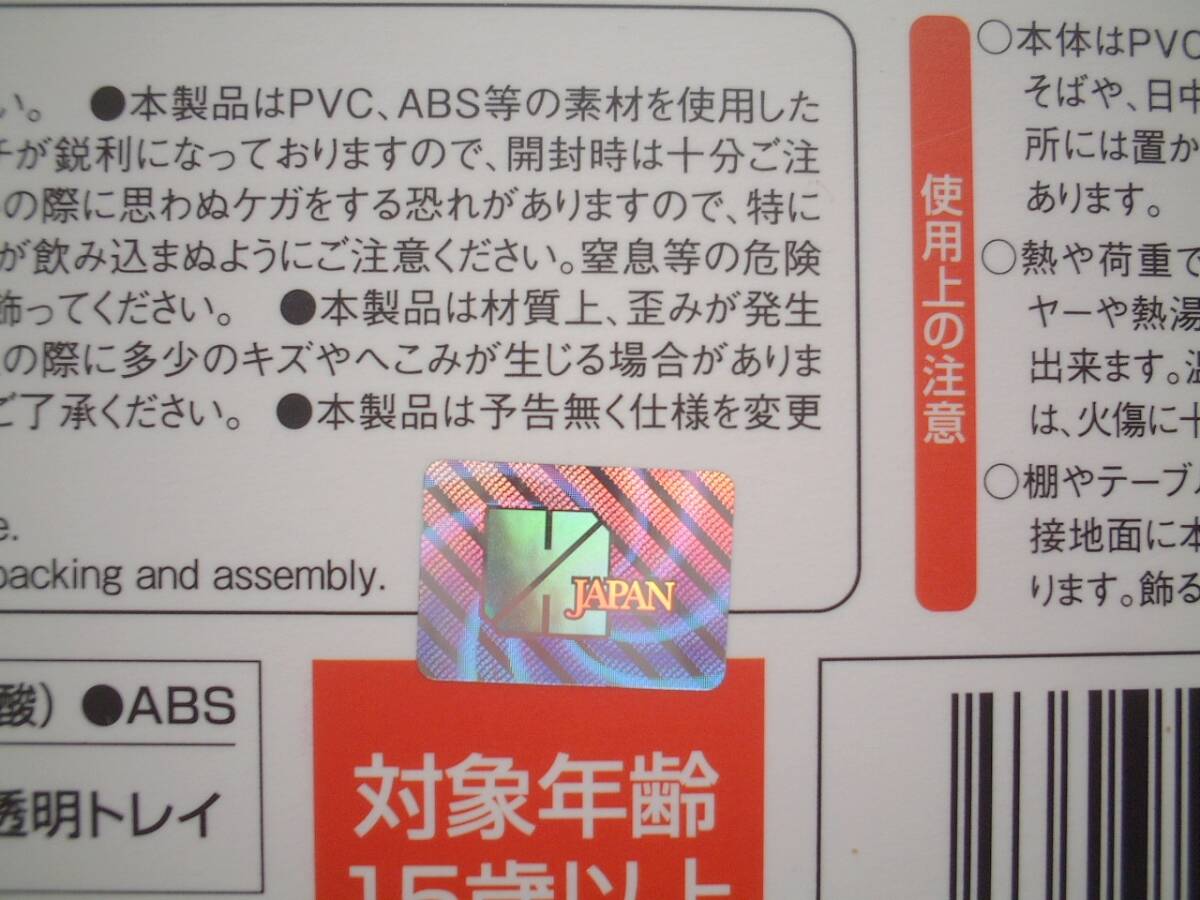 い。 ●本製品はPVC、ABS等の素材を使用した
チが鋭利になっておりますので、開封時は十分ご注
の際に思わぬケガをする恐れがありますので、特に
が飲み込まぬようにご注意ください。窒息等の危険
飾ってください。 ●本製品は材質上、歪みが発生
の際に多少のキズやへこみが生じる場合がありま
ご了承ください。 ●本製品は予告無く仕様を変更
e.
packing and assembly.
JAPAN
使用上の注意
○本体はPVC
そばや、日中
所には置か
あります。
○熱や荷重で
ヤーや熱湯
出来ます。温
は、火傷に十
○棚やテーブル
接地面に本
ります。飾る
酸) ●ABS
透明トレイ
対象年齢
15歳以上